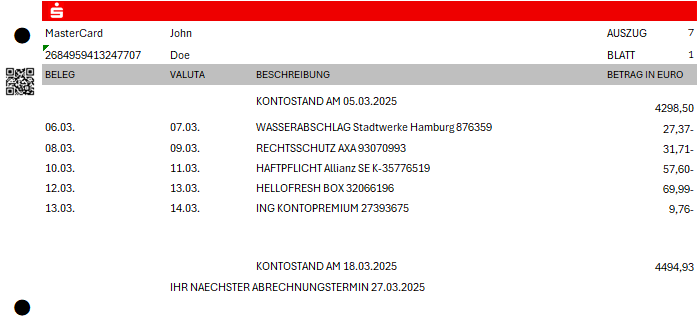 MasterCard John AUSZUG 7
2684959413247707 Doe BLATT 1
BELEG VALUTA BESCHREIBUNG BETRAG IN EURO
KONTOSTAND AM 05.03.2025 4298,50
06.03. 07.03. WASSERABSCHLAG Stadtwerke Hamburg 876359 27,37-
08.03. 09.03. RECHTSSCHUTZ AXA 93070993 31,71-
10.03. 11.03. HAFTPFLICHT Allianz SE K-35776519 57,60-
12.03. 13.03. HELLOFRESH BOX 32066196 69,99-
13.03. 14.03. ING KONTOPREMIUM 27393675 9,76-
KONTOSTAND AM 18.03.2025 4494,93
IHR NAECHSTER ABRECHNUNGSTERMIN 27.03.2025